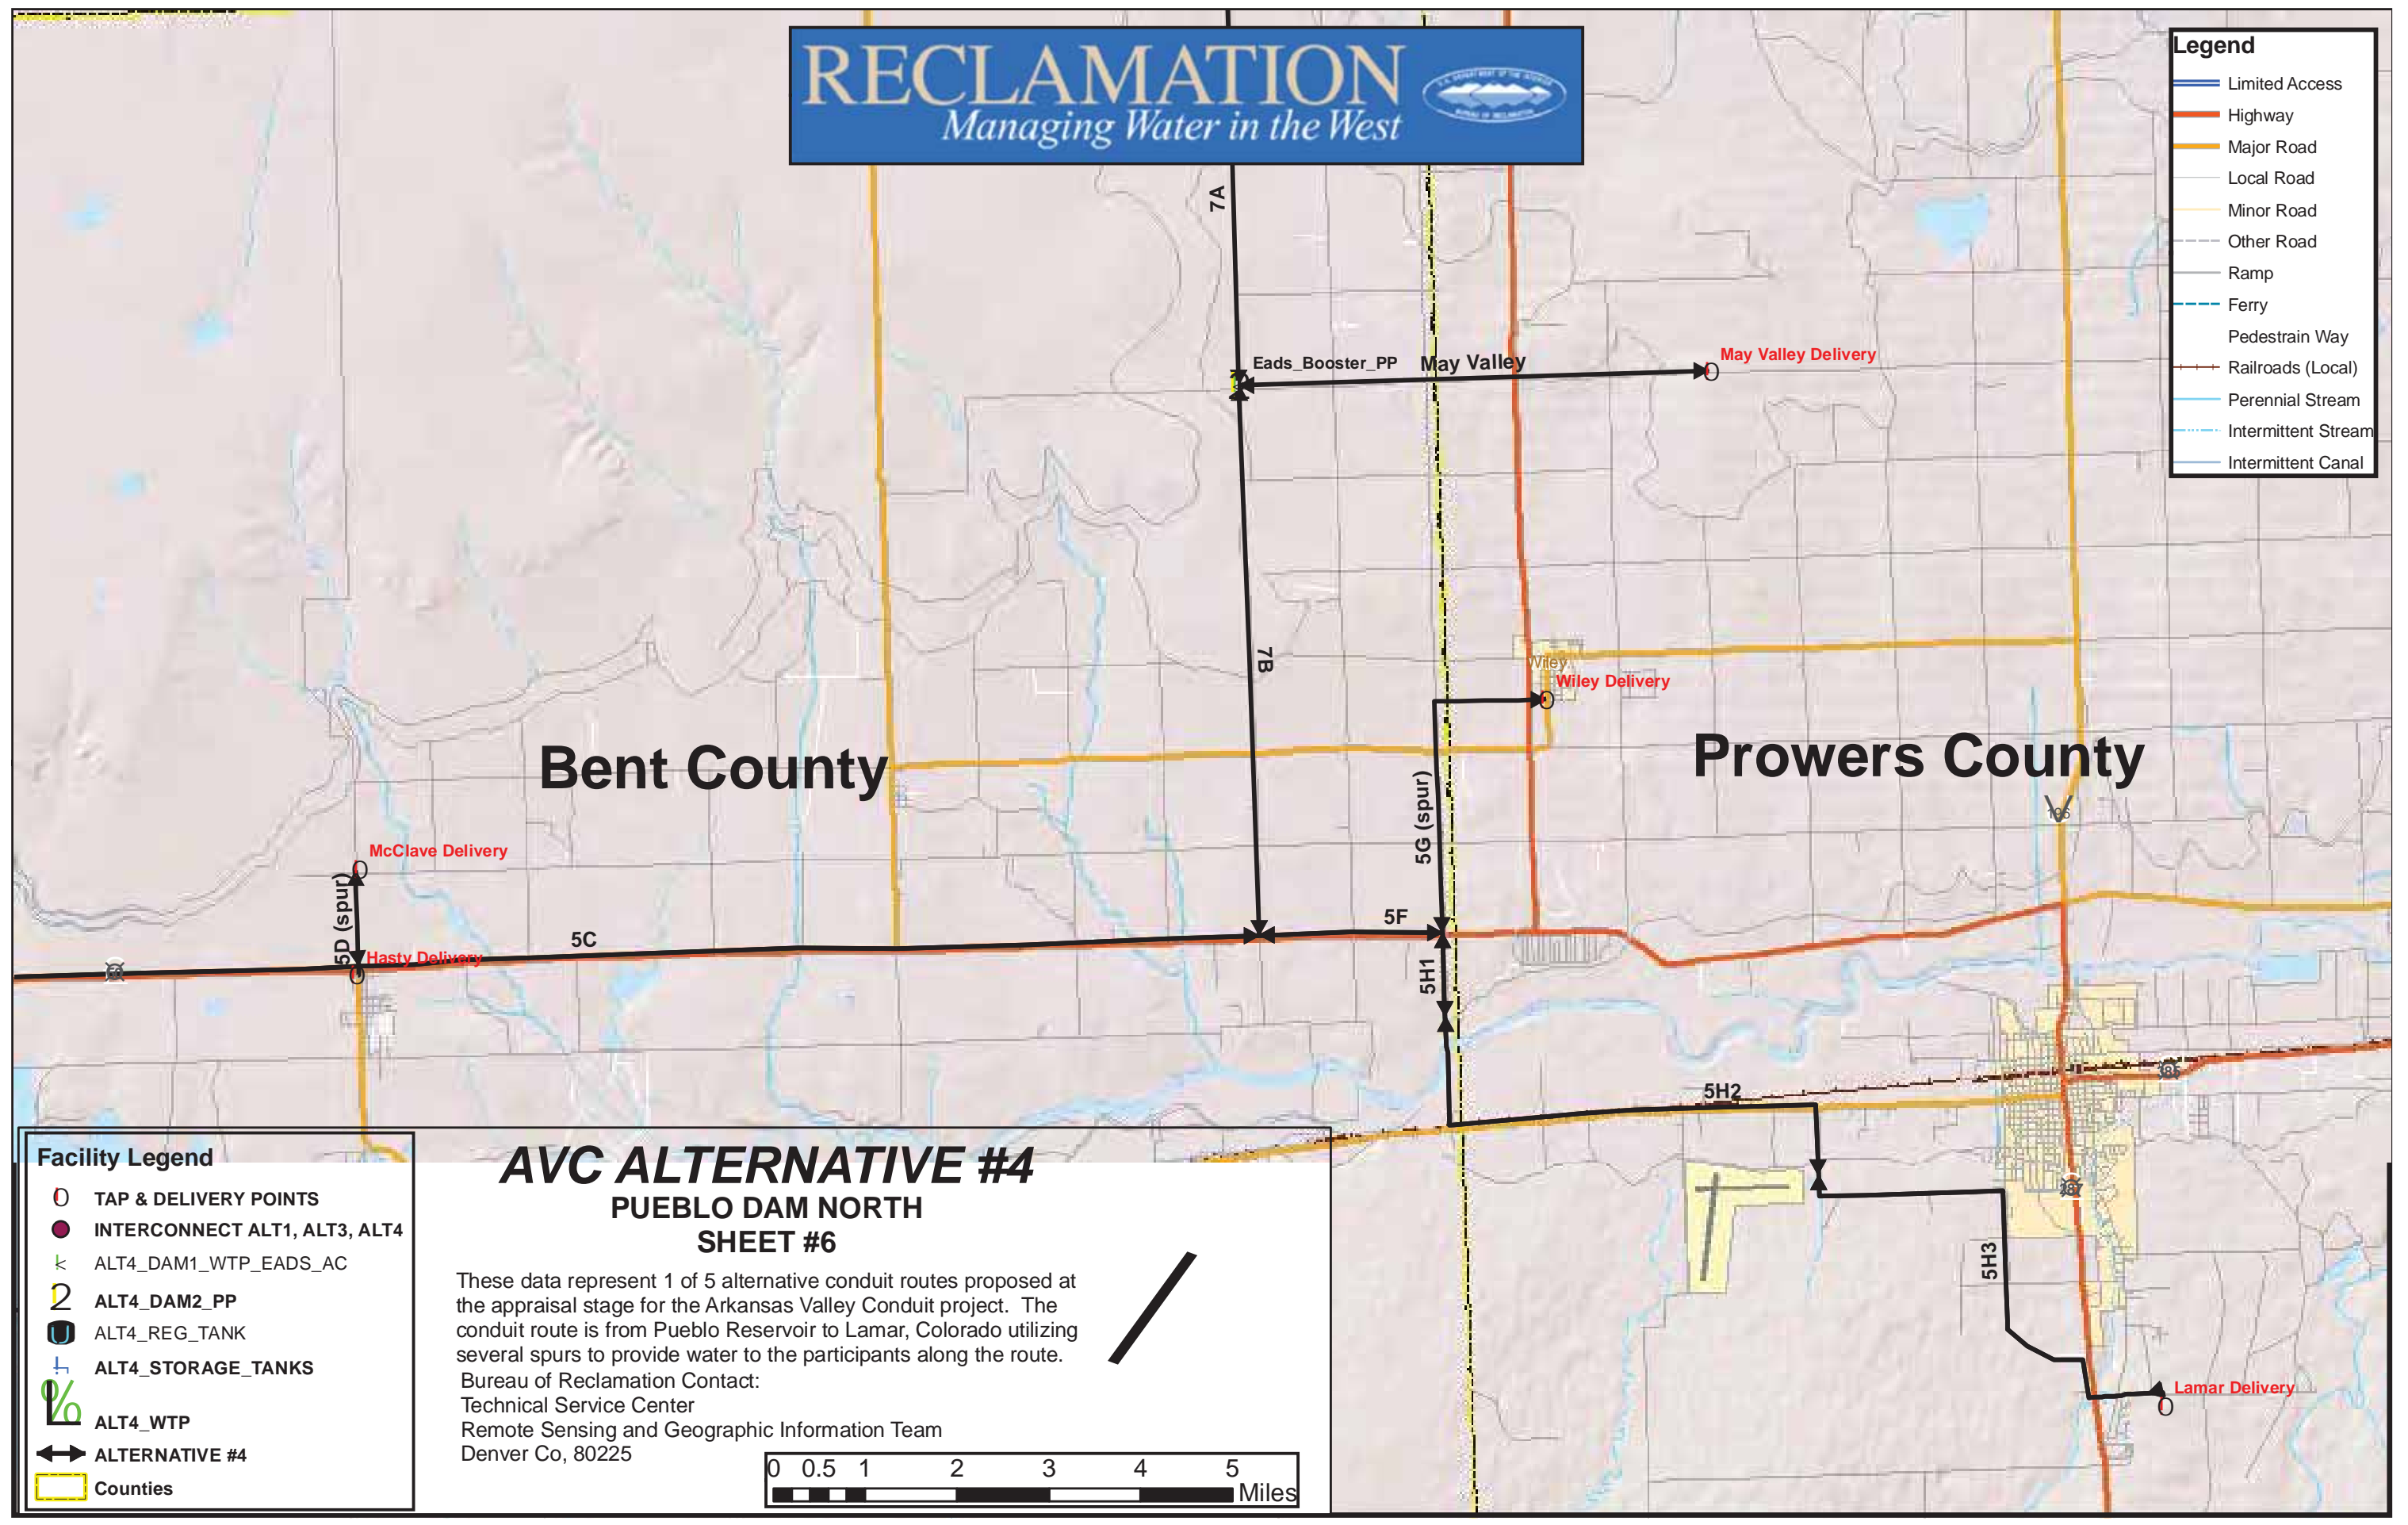 RECLAMATION
Managing Water in the West
Legend
Limited Access
Highway
Major Road
Local Road
Minor Road
Other Road
Ramp
Ferry
Pedestrain Way
Railroads (Local)
Perennial Stream
Intermittent Stream
Intermittent Canal
7A
Eads_Booster_PP
May Valley
May Valley Delivery
7B
Wiley
Wiley Delivery
Bent County
Prowers County
196
5G (spur)
McClave Delivery
5D (spur)
Hasty Delivery
5C
5F
5H1
5H2
385
287
5H3
Lamar Delivery
Facility Legend
TAP & DELIVERY POINTS
INTERCONNECT ALT1, ALT3, ALT4
ALT4_DAM1_WTP_EADS_AC
ALT4_DAM2_PP
ALT4_REG_TANK
ALT4_STORAGE_TANKS
ALT4_WTP
ALTERNATIVE #4
Counties
AVC ALTERNATIVE #4
PUEBLO DAM NORTH
SHEET #6
These data represent 1 of 5 alternative conduit routes proposed at
the appraisal stage for the Arkansas Valley Conduit project. The
conduit route is from Pueblo Reservoir to Lamar, Colorado utilizing
several spurs to provide water to the participants along the route.
Bureau of Reclamation Contact:
Technical Service Center
Remote Sensing and Geographic Information Team
Denver Co, 80225
0 0.5 1 2 3 4 5
Miles